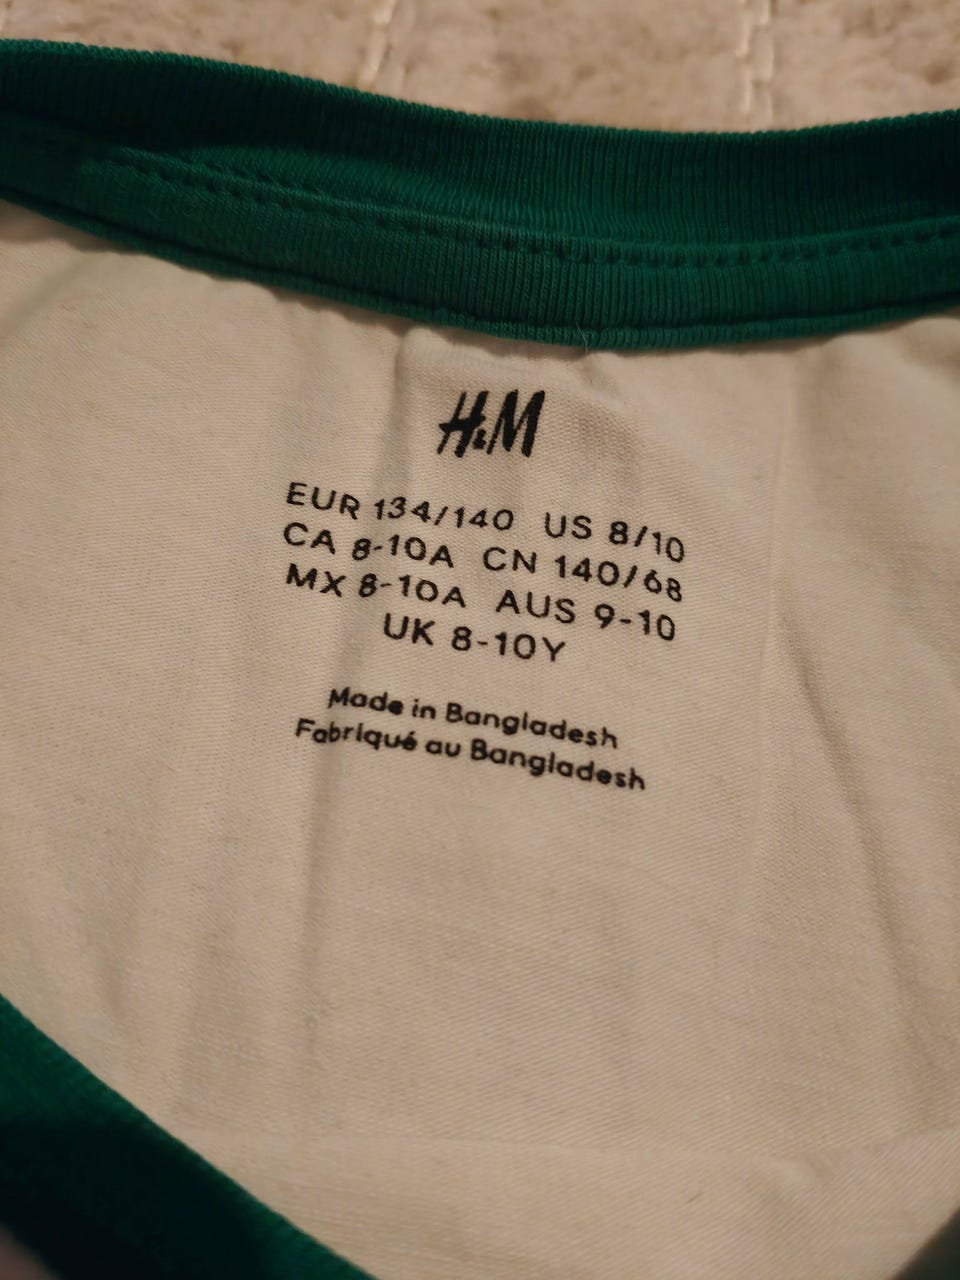 H&M
EUR 134/140 US 8/10
CA 8-10A CN 140/68
MX 8-10A AUS 9-10
UK 8-10Y
Made in Bangladesh
Fabriqué au Bangladesh